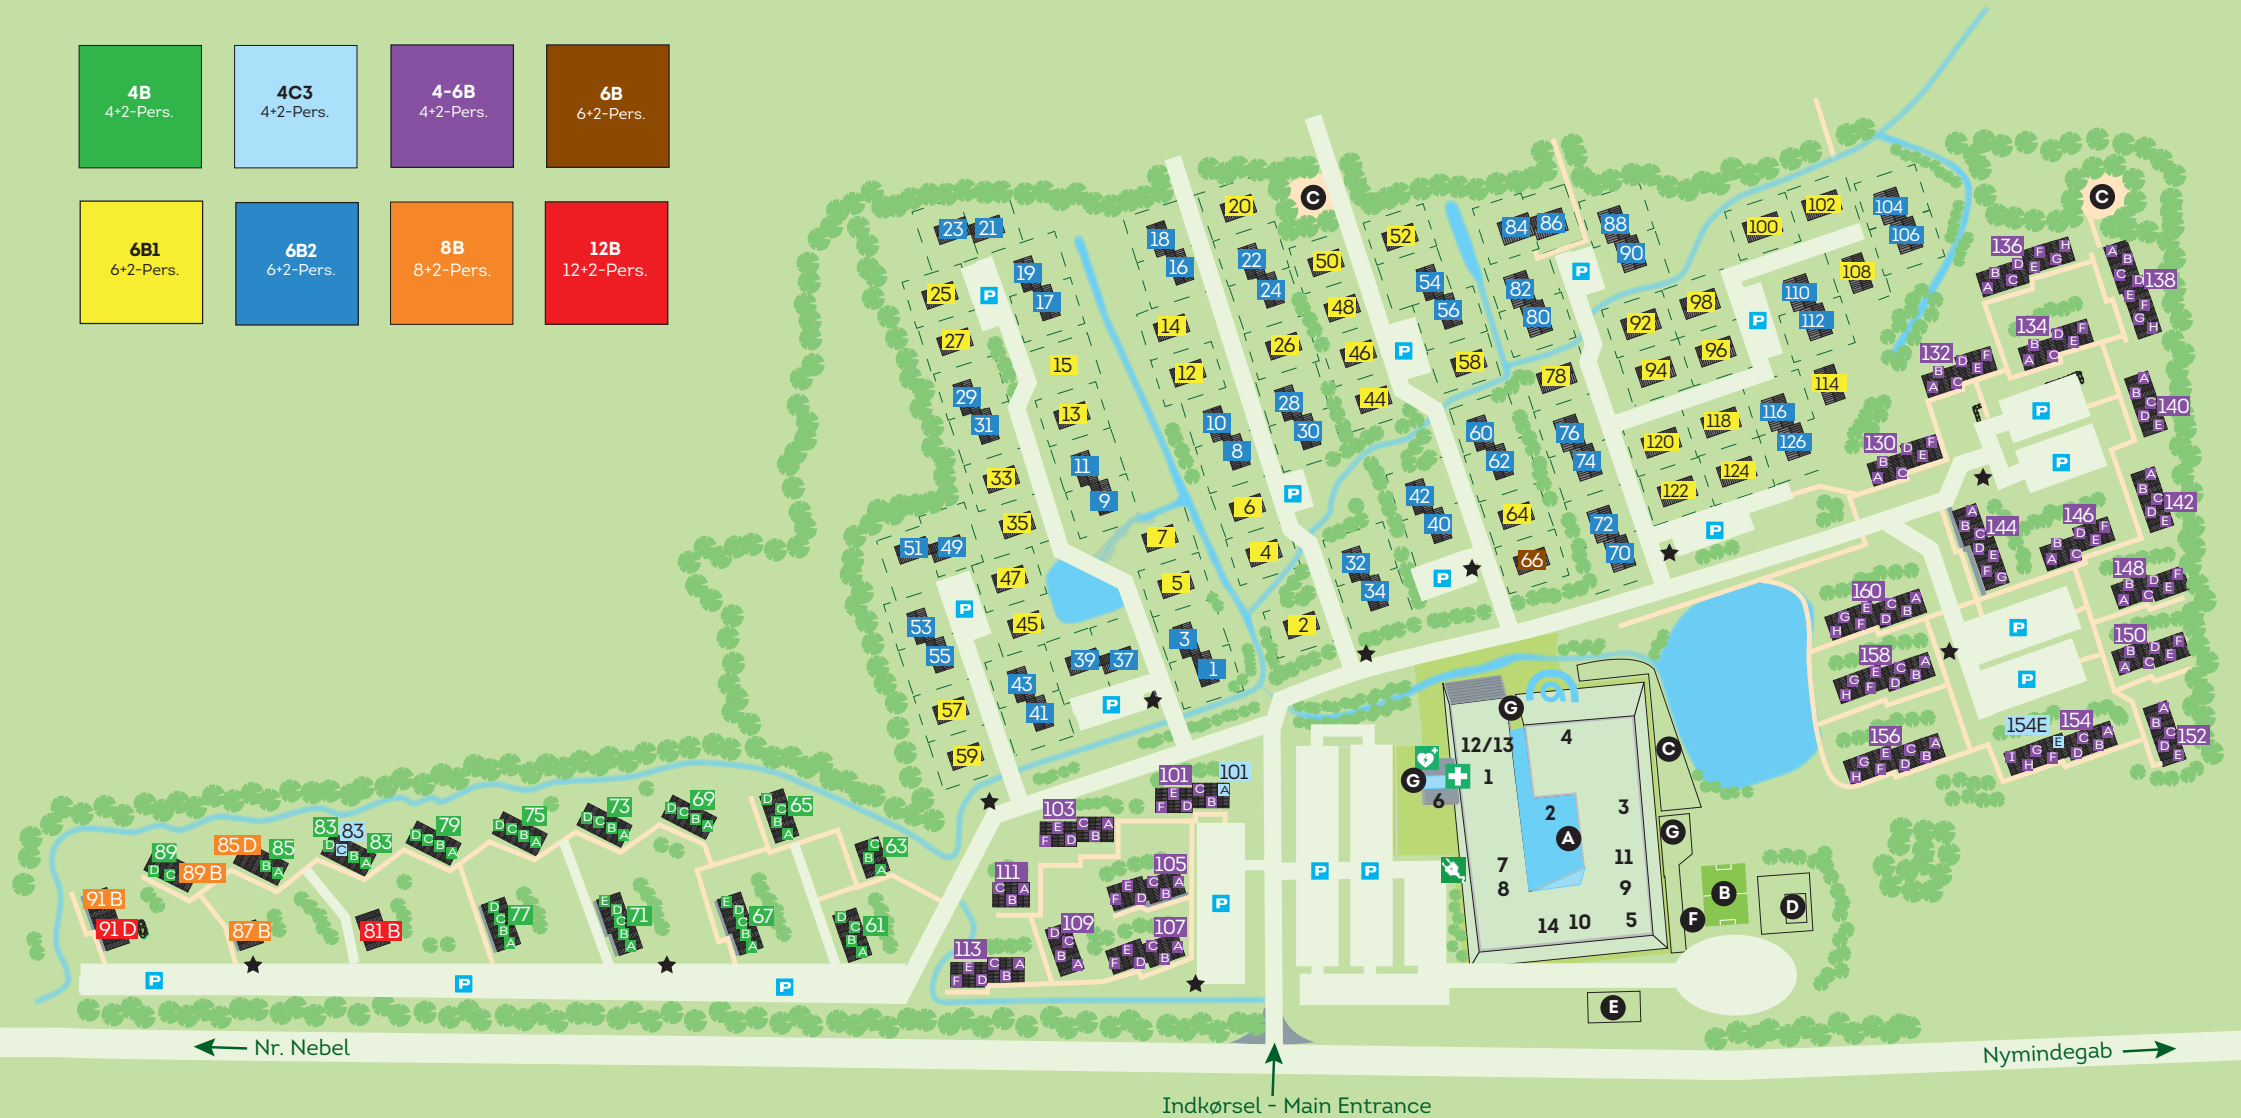 4B
4+2-Pers.
4C3
4+2-Pers.
4-6B
4+2-Pers.
6B
6+2-Pers.
6B1
6+2-Pers.
6B2
6+2-Pers.
8B
8+2-Pers.
12B
12+2-Pers.
23 21
19
17
25
P
27
15
29
31
13
11
9
33
35
51 49
47
45
P
53
55
43
41
39 37
P
57
59
7
5
3
1
18
16
14
12
10
8
6
4
2
20
C
22
24
50
48
26
46
28
30
44
P
52
54
56
P
58
60
62
42
40
32
34
P
64
66
84 86
88
90
P
82
80
78
76
74
72
70
100
102
104
106
108
98
92
P
110
112
96
94
114
118
116
126
120
124
122
P
C
136
A B C D E F G H
138
A B C D E F G H
134
A B C D E F
132
A B C D E F
P
140
A B C D E
130
A B C D E F
P
142
A B C D E
144
A B C D E F G
146
A B C D E F
148
A B C D E F
160
H G F E D C B A
P
150
A B C D E F
158
H G F E D C B A
P
156
H G F E D C B A
154E
154
I H G F E D C B A
152
A B C D E
G
12/13
4
1
G
6
2
3
A
C
G
7
8
11
9
5
14 10
B
F
D
E
P P
P
101
101
F E D C B A
103
F E D C B A
105
F E D C B A
111
C A B
109
D C B A
107
F E D C B A
113
F E D C B A
65
D C B A
69
D C B A
73
D C B A
75
D C B A
79
D C B A
83
83
83
D C B A
85 D
85
B A
89
D C
89 B
63
C B A
91 B
91 D
87 B
81 B
77
D C B A
71
E D C B A
67
E D C B A
61
D C B A
P
P
P
Nr. Nebel
Nymindegab
Indkørsel - Main Entrance